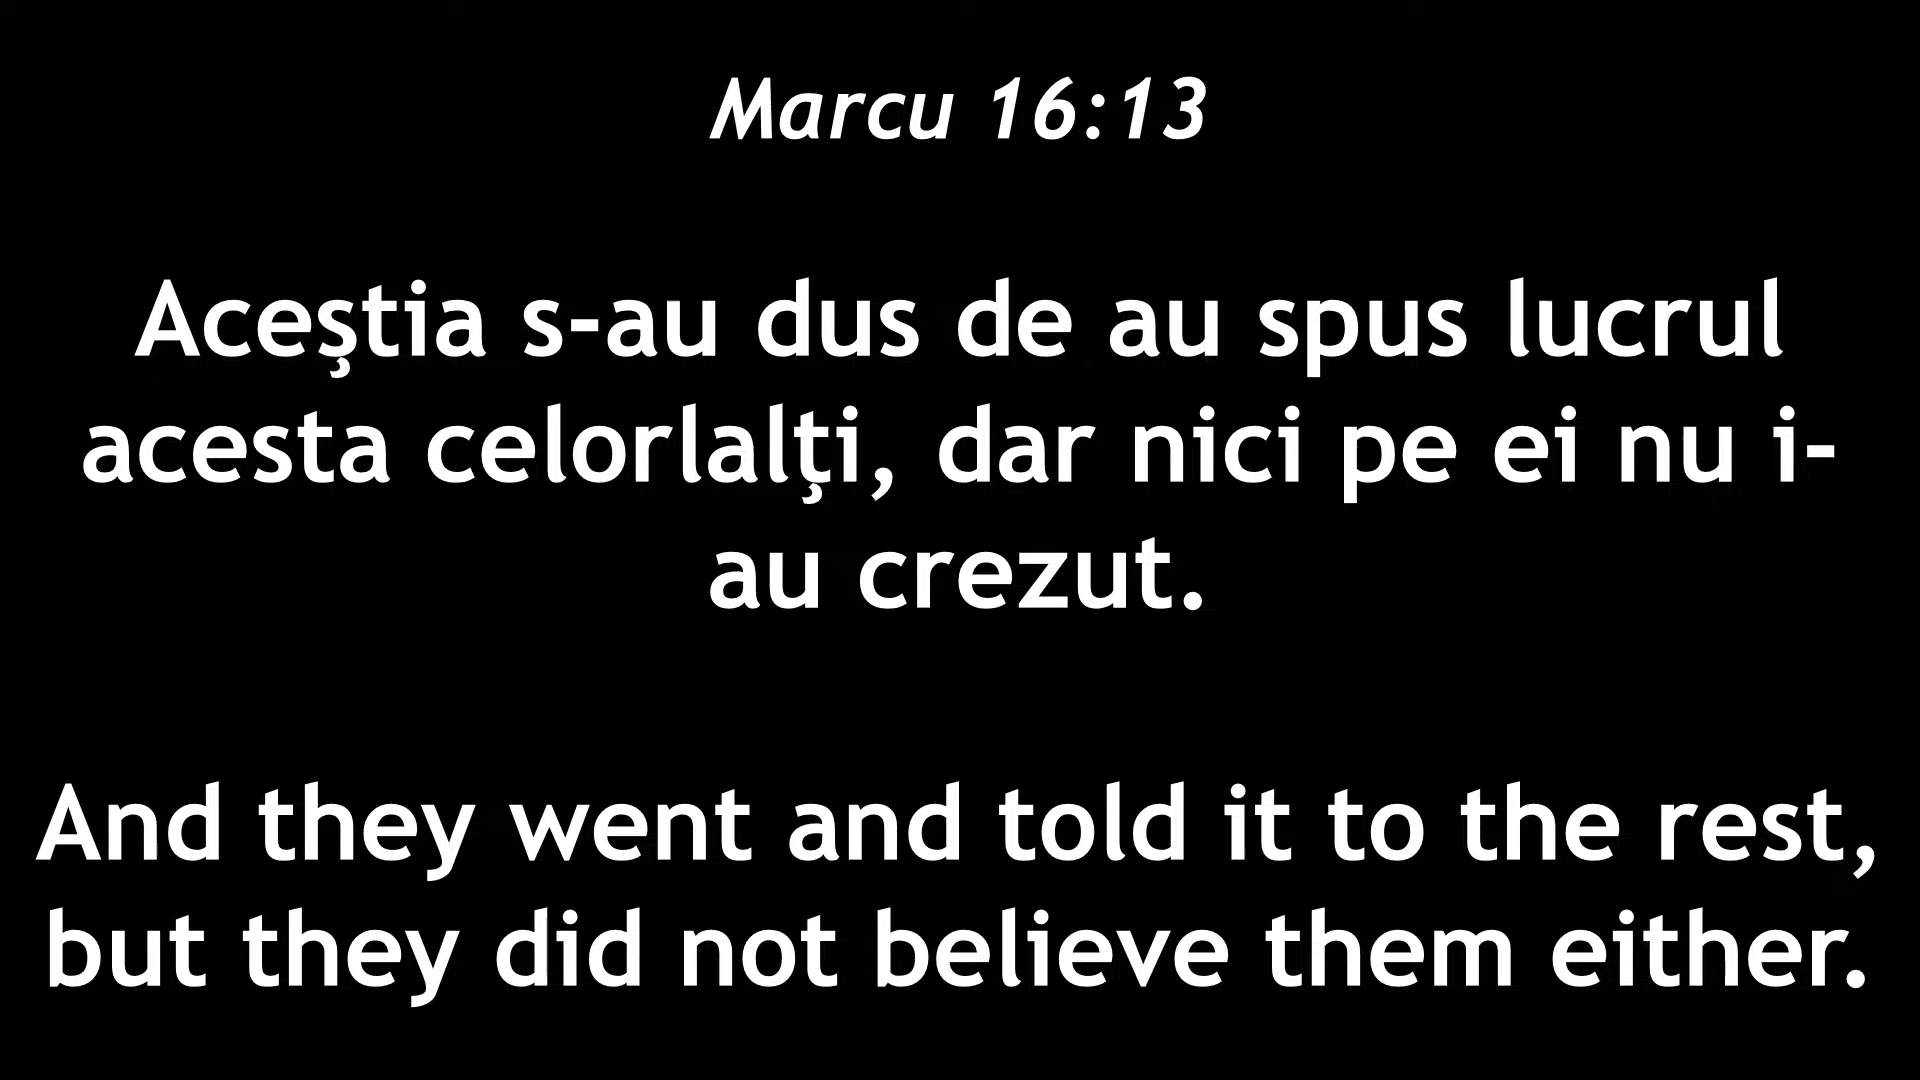 Marcu 16:13
Aceştia s-au dus de au spus lucrul
acesta celorlalţi, dar nici pe ei nu i-
au crezut.
And they went and told it to the rest,
but they did not believe them either.